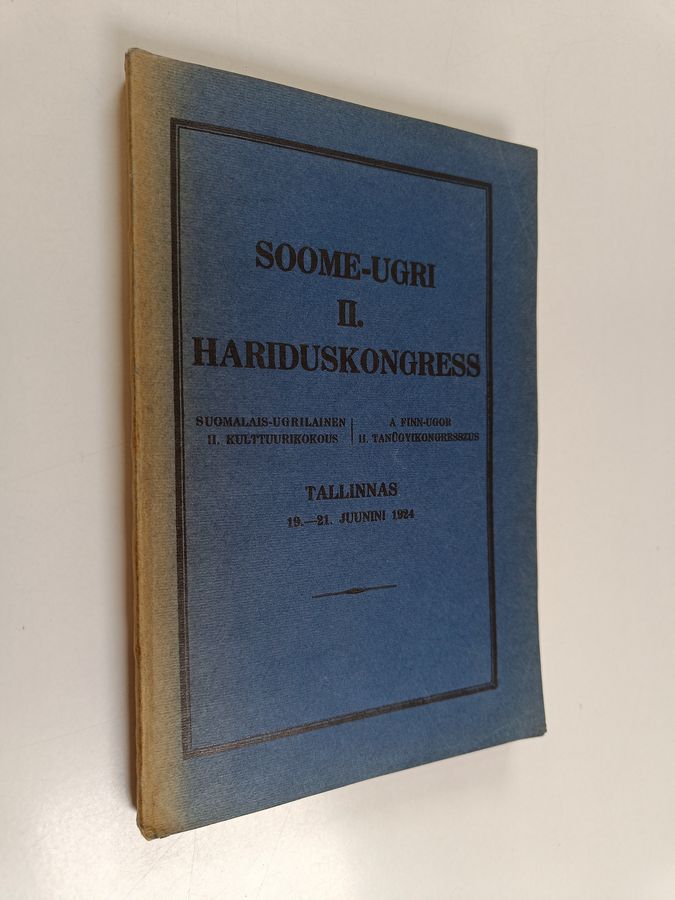 SOOME-UGRI
II.
HARIDUSKONGRESS
SUOMALAIS-UGRILAINEN
II. KULTTUURIKOKOUS
A FINN-UGOR
II. TANÜGYIKONGRESSZUS
TALLINNAS
19.—21. JUUNINI 1924